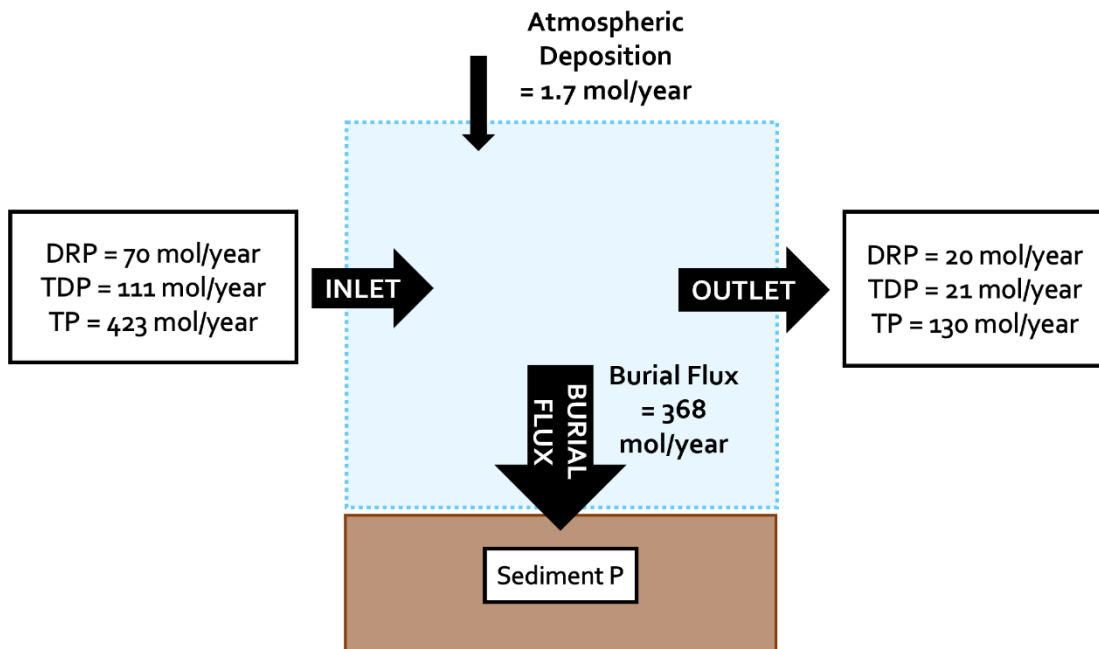 Atmospheric
Deposition
= 1.7 mol/year
DRP = 70 mol/year
TDP = 111 mol/year
TP = 423 mol/year
INLET
OUTLET
DRP = 20 mol/year
TDP = 21 mol/year
TP = 130 mol/year
BURIAL
FLUX
Burial Flux
= 368
mol/year
Sediment P